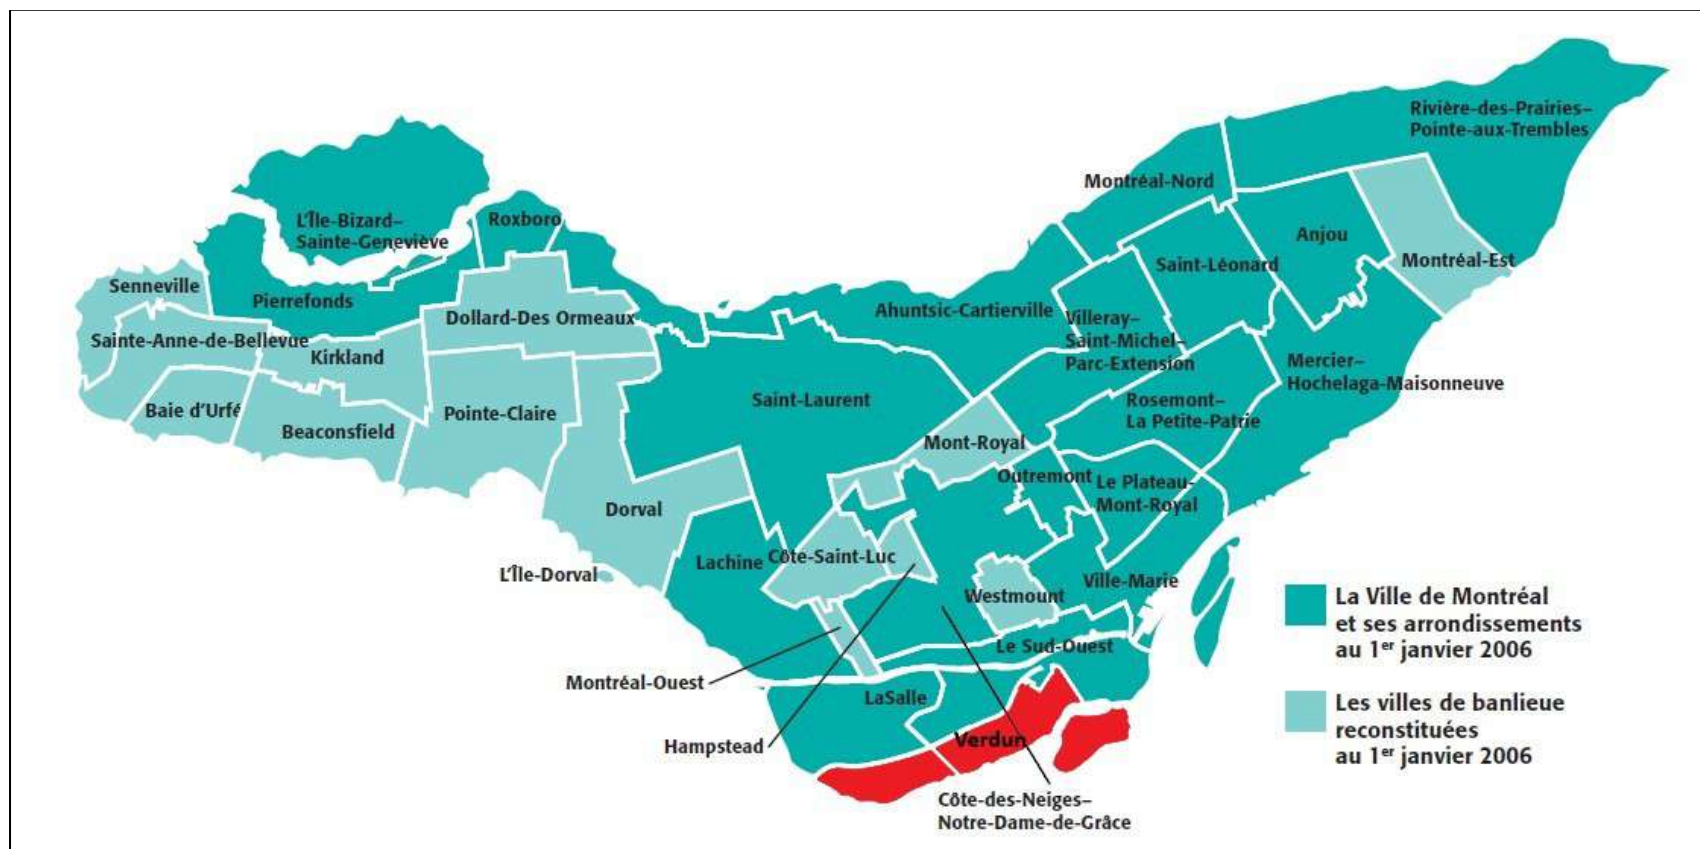 Rivière-des-Prairies–
Pointe-aux-Trembles
Montréal-Nord
L'Île-Bizard–
Sainte-Geneviève
Roxboro
Anjou
Montréal-Est
Saint-Léonard
Senneville
Pierrefonds
Dollard-Des Ormeaux
Ahuntsic-Cartierville
Villeray–
Saint-Michel–
Parc-Extension
Sainte-Anne-de-Bellevue
Kirkland
Mercier–
Hochelaga-Maisonneuve
Baie d'Urfé
Beaconsfield
Pointe-Claire
Saint-Laurent
Rosemont–
La Petite-Patrie
Mont-Royal
Outremont
Le Plateau-
Mont-Royal
Dorval
L'Île-Dorval
Lachine
Côte-Saint-Luc
Westmount
Ville-Marie
Le Sud-Ouest
Montréal-Ouest
LaSalle
Hampstead
Verdun
Côte-des-Neiges–
Notre-Dame-de-Grâce
La Ville de Montréal
et ses arrondissements
au 1er janvier 2006
Les villes de banlieue
reconstituées
au 1er janvier 2006